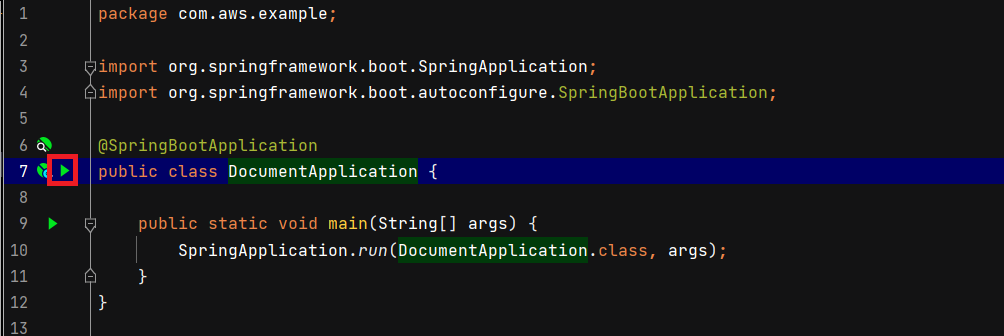 1 package com.aws.example;
2
3 import org.springframework.boot.SpringApplication;
4 import org.springframework.boot.autoconfigure.SpringBootApplication;
5
6 @SpringBootApplication
7 public class DocumentApplication {
8
9 public static void main(String[] args) {
10 SpringApplication.run(DocumentApplication.class, args);
11 }
12 }
13